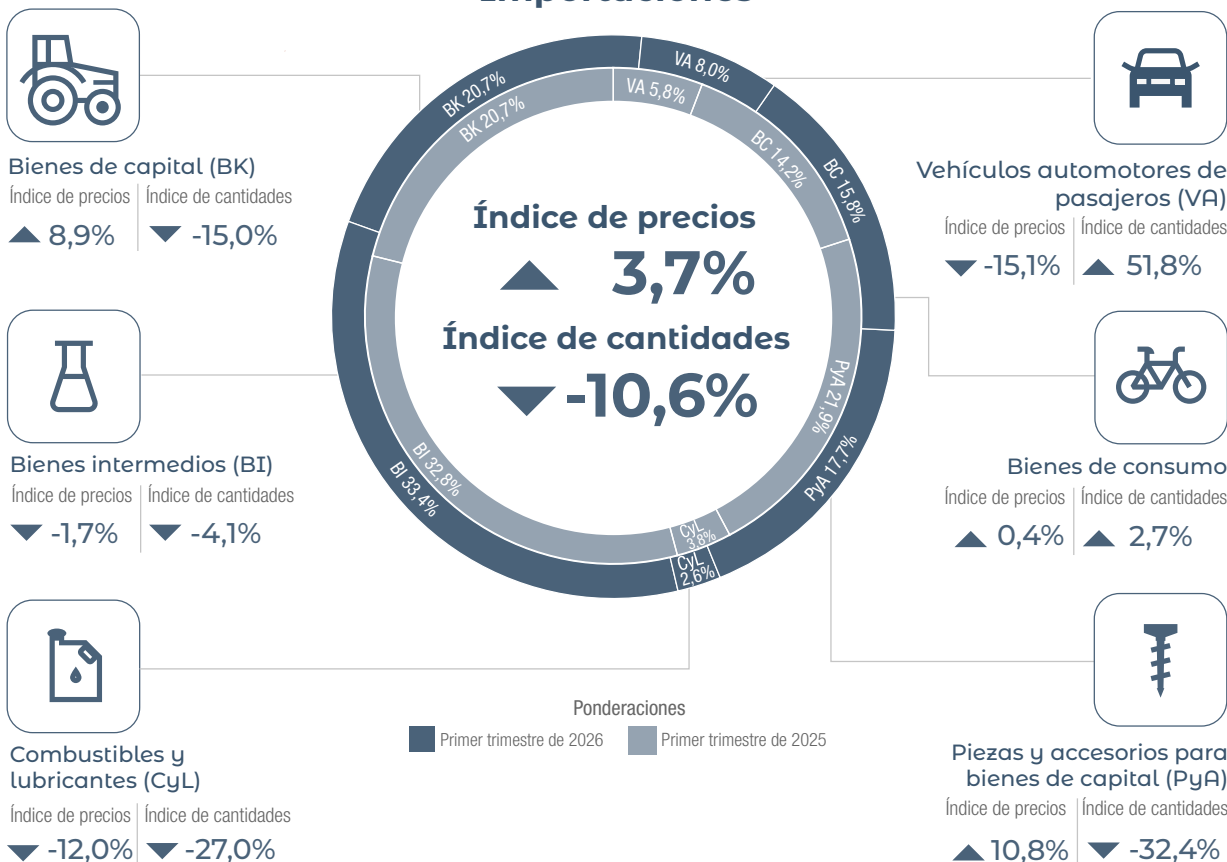 Importaciones
Bienes de capital (BK)
Índice de precios
Índice de cantidades
8,9%
-15,0%
Bienes intermedios (BI)
Índice de precios
Índice de cantidades
-1,7%
-4,1%
Combustibles y
lubricantes (CyL)
Índice de precios
Índice de cantidades
-12,0%
-27,0%
BK 20,7%
VA 8,0%
BC 15,8%
PyA 17,7%
CyL
2,6%
BI 33,4%
BK 20,7%
VA 5,8%
BC 14,2%
PyA 21,9%
CyL
3,8%
BI 32,8%
Índice de precios
3,7%
Índice de cantidades
-10,6%
Ponderaciones
Primer trimestre de 2026
Primer trimestre de 2025
Vehículos automotores de
pasajeros (VA)
Índice de precios
Índice de cantidades
-15,1%
51,8%
Bienes de consumo
Índice de precios
Índice de cantidades
0,4%
2,7%
Piezas y accesorios para
bienes de capital (PyA)
Índice de precios
Índice de cantidades
10,8%
-32,4%